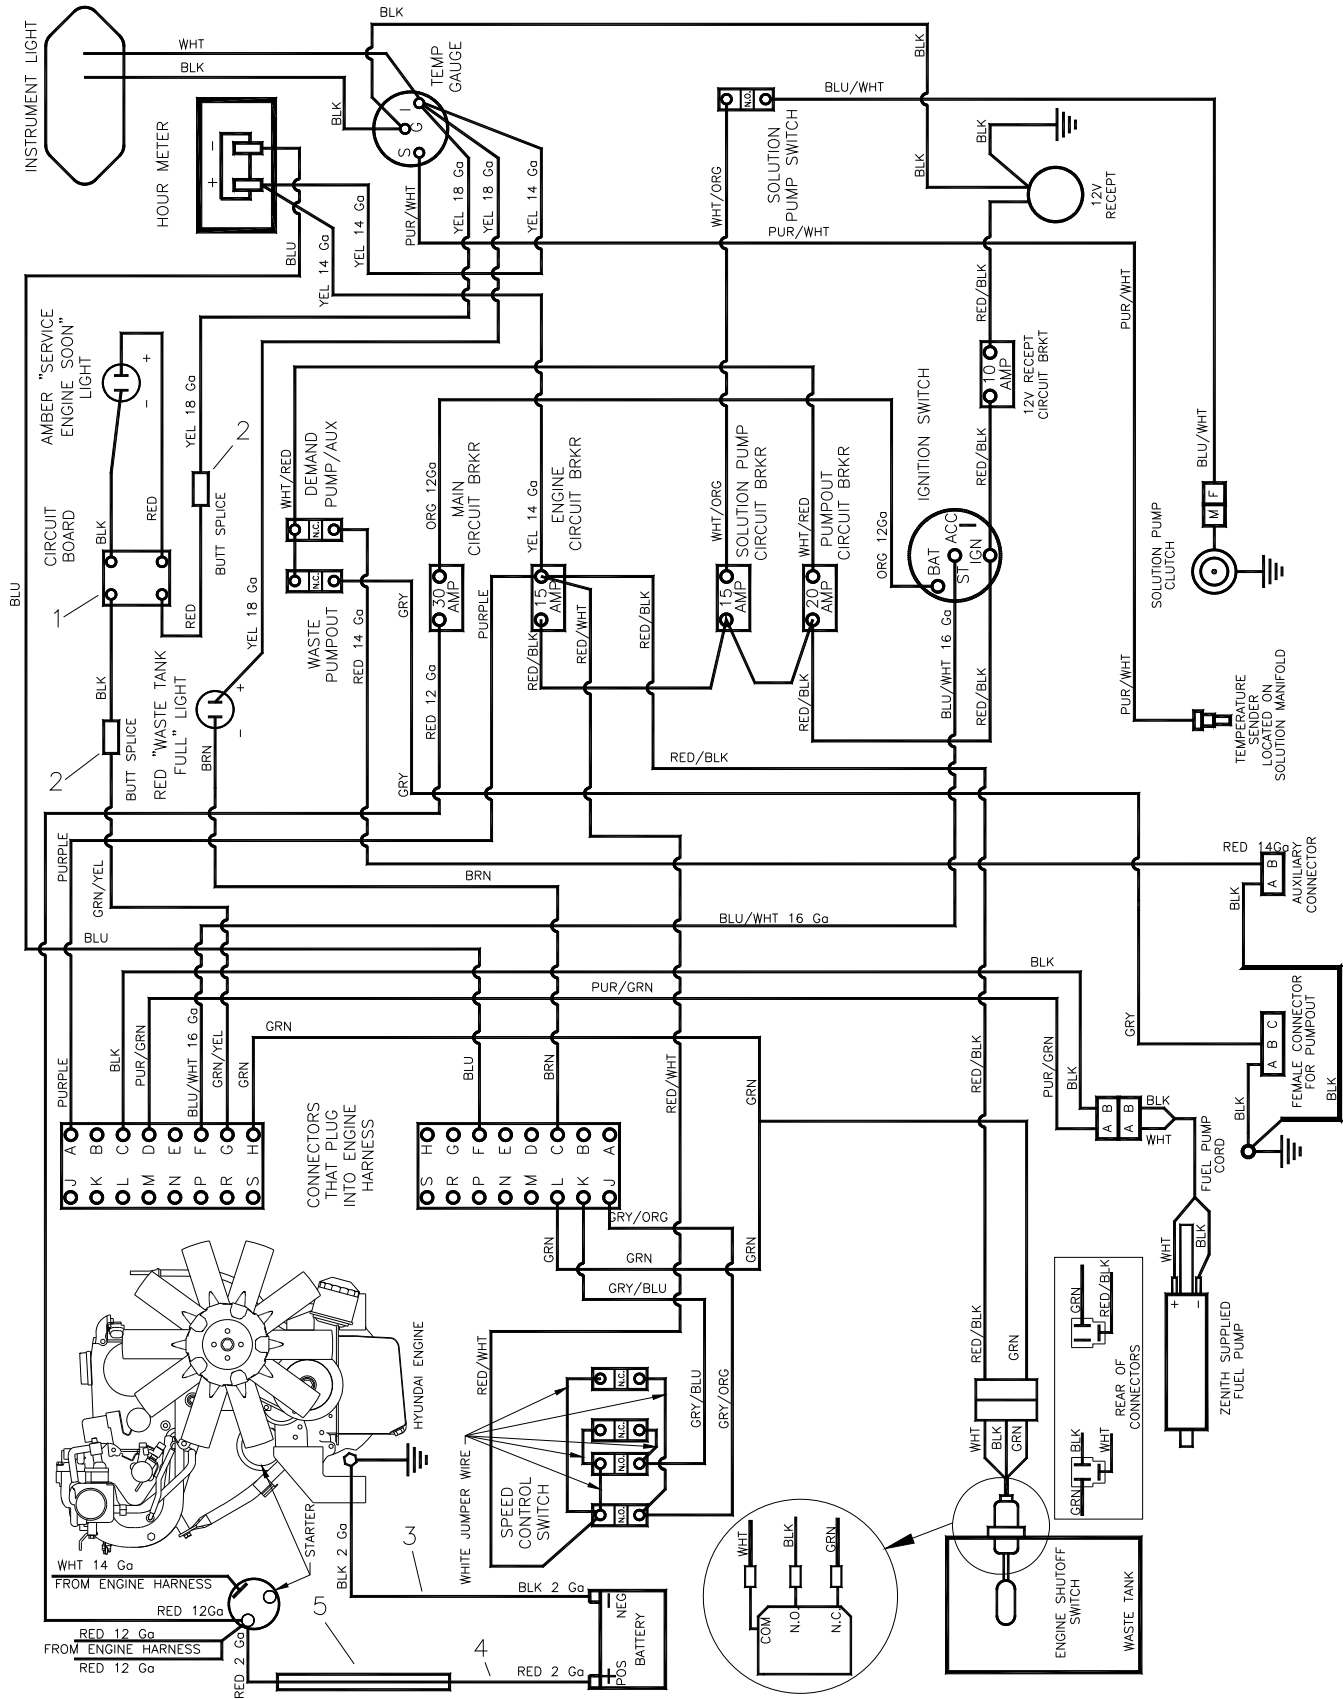 INSTRUMENT LIGHT
WHT
BLK
BLK
BLK
TEMP
GAUGE
I
G
S
HOUR METER
-
+
BLU
YEL 14 Ga
YEL 14 Ga
PUR/WHT
YEL 18 Ga
YEL 18 Ga
YEL 14 Ga
N.O.
BLU/WHT
SOLUTION
PUMP SWITCH
WHT/ORG
PUR/WHT
BLK
BLK
BLK
12V
RECEPT
RED/BLK
PUR/WHT
AMBER "SERVICE
ENGINE SOON"
LIGHT
+
-
YEL 18 Ga
2
BUTT SPLICE
CIRCUIT
BOARD
BLK
RED
1
RED
YEL 18 Ga
BLU
WHT/RED
DEMAND
PUMP/AUX
N.C.
N.C.
WASTE
PUMPOUT
RED 14 Ga
GRY
ORG 12Ga
MAIN
CIRCUIT BRKR
30
AMP
YEL 14 Ga
ENGINE
CIRCUIT BRKR
15
AMP
PURPLE
RED/BLK
RED/WHT
RED/BLK
WHT/ORG
SOLUTION PUMP
CIRCUIT BRKR
15
AMP
WHT/RED
PUMPOUT
CIRCUIT BRKR
20
AMP
RED/BLK
IGNITION SWITCH
ORG 12Ga
BAT
ACC
ST
IGN
I
10
AMP
12V RECEPT
CIRCUIT BRKT
RED/BLK
BLU/WHT 16 Ga
RED/BLK
BLU/WHT
M
F
SOLUTION PUMP
CLUTCH
PUR/WHT
TEMPERATURE
SENDER
LOCATED ON
SOLUTION MANIFOLD
BLK
2
BUTT SPLICE
RED "WASTE TANK
FULL" LIGHT
+
-
BRN
RED 12 Ga
GRY
RED/BLK
PURPLE
GRN/YEL
BRN
BLU/WHT 16 Ga
BLU
BLK
PUR/GRN
GRN
RED 14Ga
A B
AUXILIARY
CONNECTOR
BLK
PURPLE
BLK
PUR/GRN
BLU/WHT 16 Ga
GRN/YEL
GRN
BLU
BRN
RED/WHT
GRN
RED/BLK
PUR/GRN
BLK
GRY
A B C
FEMALE CONNECTOR
FOR PUMPOUT
BLK
BLK
A B
A B
BLK
WHT
FUEL PUMP
CORD
J A
K B
L C
M D
N E
P F
R G
S H
CONNECTORS
THAT PLUG
INTO ENGINE
HARNESS
S H
R G
P F
N E
M D
L C
K B
J A
GRY/ORG
GRN
GRN
GRY/BLU
WHT
BLK
+
-
ZENITH SUPPLIED
FUEL PUMP
HYUNDAI ENGINE
RED/WHT
WHITE JUMPER WIRE
SPEED
CONTROL
SWITCH
N.C.
N.C.
N.O.
N.O.
GRY/BLU
GRY/ORG
RED/BLK
GRN
WHT
BLK
GRN
GRN
RED/BLK
REAR OF
CONNECTORS
BLK
GRN
WHT
STARTER
WHT 14 Ga
FROM ENGINE HARNESS
RED 12Ga
RED 12 Ga
FROM ENGINE HARNESS
RED 12 Ga
RED 2 Ga
5
BLK 2 Ga
3
BLK 2 Ga
4
RED 2 Ga
-
NEG
BATTERY
POS
+
WHT
BLK
GRN
COM
N.O.
N.C.
ENGINE SHUTOFF
SWITCH
WASTE TANK